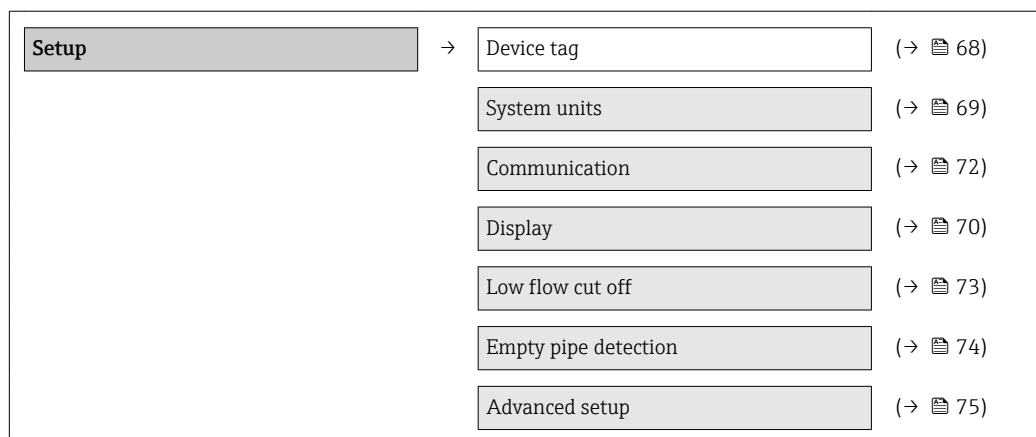 Setup → Device tag (→ 68)
System units (→ 69)
Communication (→ 72)
Display (→ 70)
Low flow cut off (→ 73)
Empty pipe detection (→ 74)
Advanced setup (→ 75)